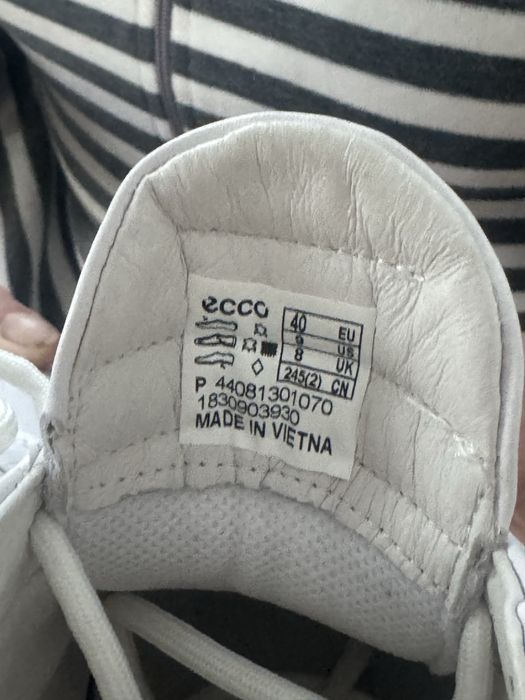 ecco
40 EU
9 US
8 UK
245(2) CN
P 44081301070
1830903930
MADE IN VIETNA